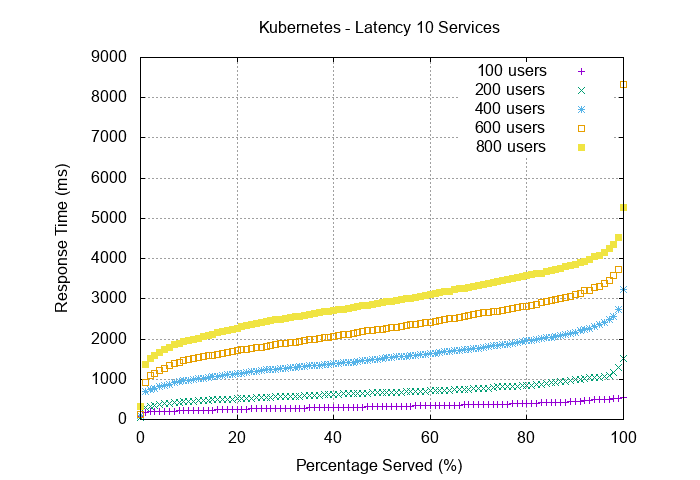 Kubernetes - Latency 10 Services
9000
8000
7000
6000
5000
4000
3000
2000
1000
0
Response Time (ms)
100 users
200 users
400 users
600 users
800 users
0 20 40 60 80 100
Percentage Served (%)